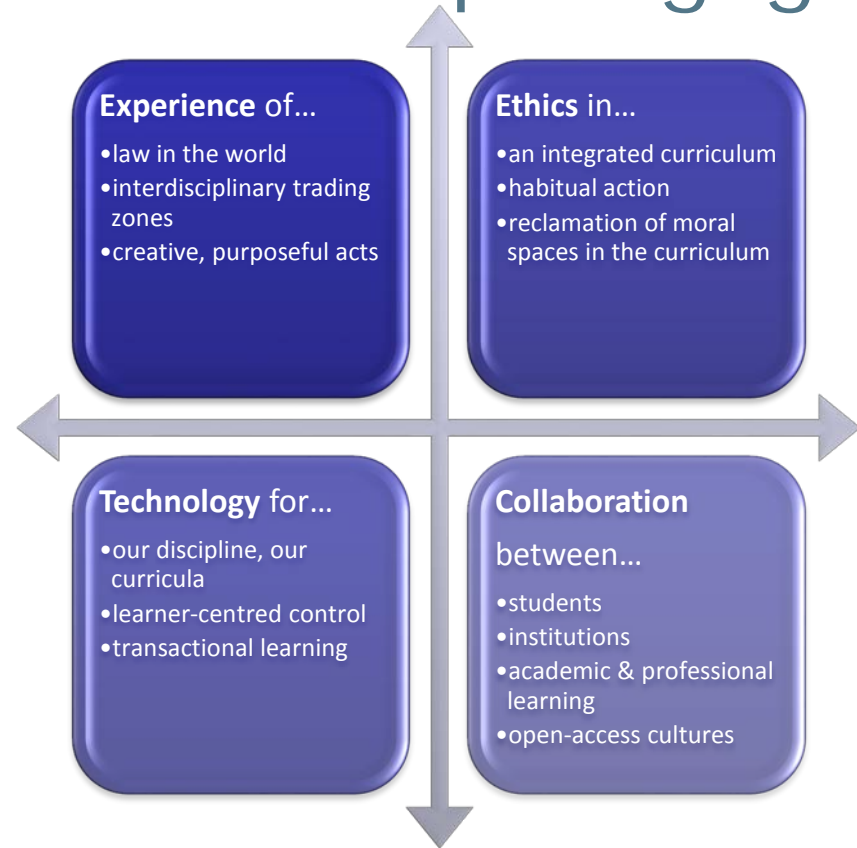 Experience of…
•law in the world
•interdisciplinary trading
zones
•creative, purposeful acts
Ethics in…
•an integrated curriculum
•habitual action
•reclamation of moral
spaces in the curriculum
Technology for…
•our discipline, our
curricula
•learner-centred control
•transactional learning
Collaboration
between…
•students
•institutions
•academic & professional
learning
•open-access cultures